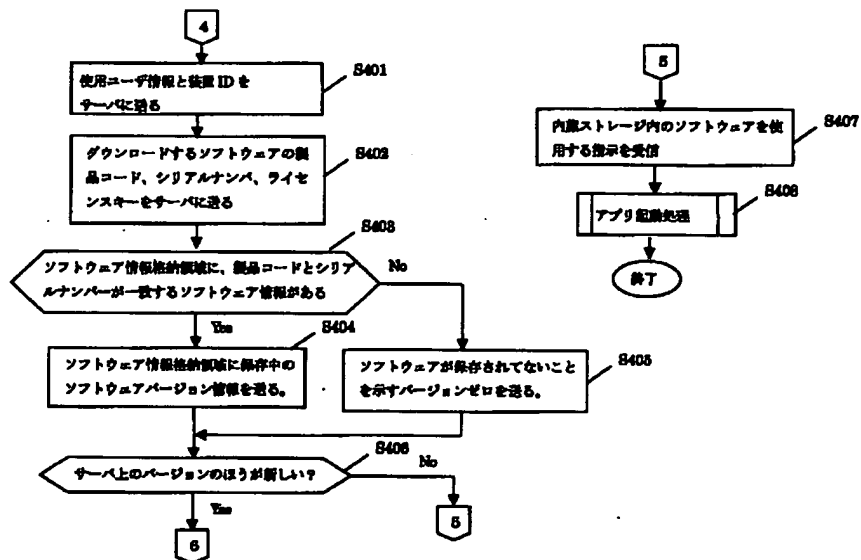 4
使用ユーザ情報と装置 ID を
サーバに送る
S401
ダウンロードするソフトウェアの製
品コード、シリアルナンバ、ライセ
ンスキーをサーバに送る
S402
S403
ソフトウェア情報格納領域に、製品コードとシリア
ルナンバーが一致するソフトウェア情報がある
No
Yes
S404
ソフトウェア情報格納領域に保存中の
ソフトウェアバージョン情報を送る。
ソフトウェアが保存されてないこと
を示すバージョンゼロを送る。
S405
S406
サーバ上のバージョンのほうが新しい？
No
Yes
5
6
5
内蔵ストレージ内のソフトウェアを使
用する指示を受信
S407
S408
アプリ起動処理
終了